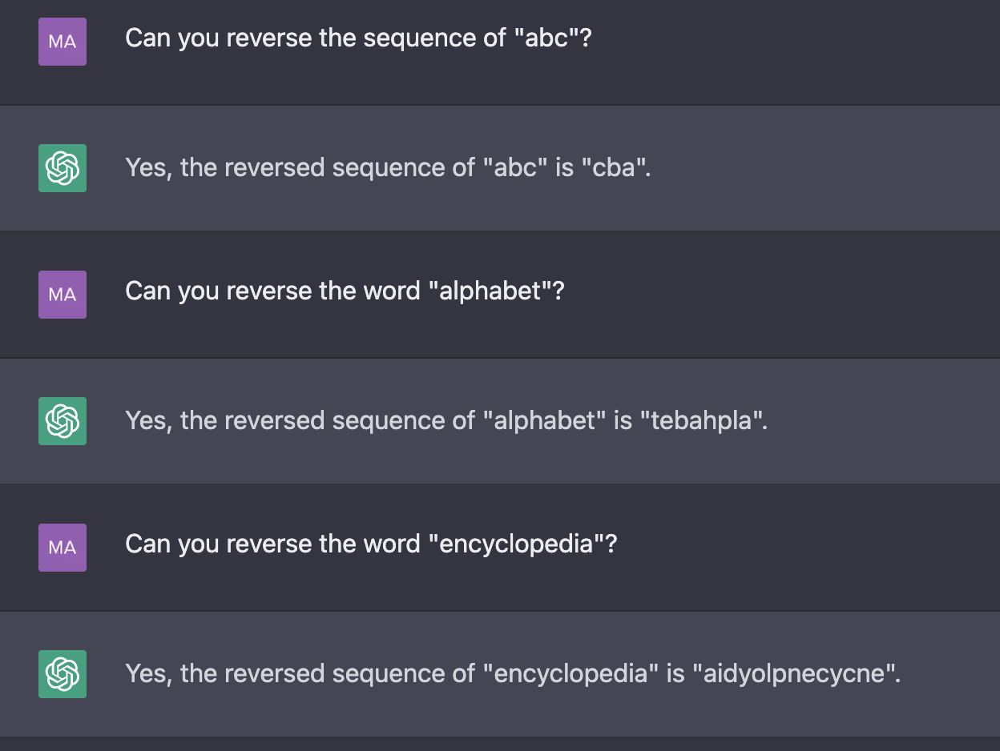 MA
Can you reverse the sequence of "abc"?
Yes, the reversed sequence of "abc" is "cba".
MA
Can you reverse the word "alphabet"?
Yes, the reversed sequence of "alphabet" is "tebahpla".
MA
Can you reverse the word "encyclopedia"?
Yes, the reversed sequence of "encyclopedia" is "aidyolpnecycne".